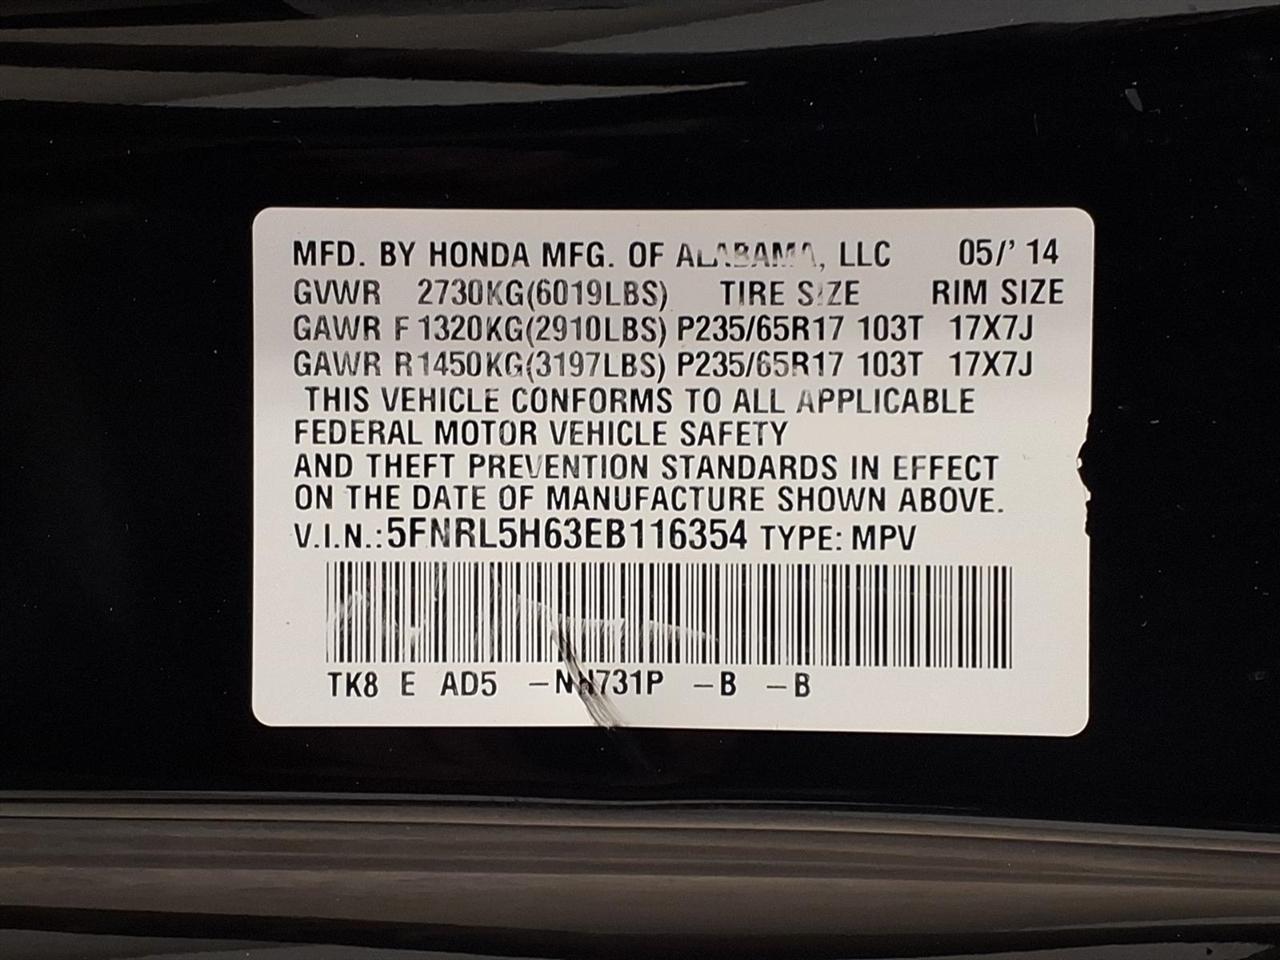 MFD. BY HONDA MFG. OF ALABAMA, LLC 05/' 14
GVWR 2730KG(6019LBS) TIRE SIZE RIM SIZE
GAWR F 1320KG(2910LBS) P235/65R17 103T 17X7J
GAWR R 1450KG(3197LBS) P235/65R17 103T 17X7J
THIS VEHICLE CONFORMS TO ALL APPLICABLE
FEDERAL MOTOR VEHICLE SAFETY
AND THEFT PREVENTION STANDARDS IN EFFECT
ON THE DATE OF MANUFACTURE SHOWN ABOVE.
V.I.N.:5FNRL5H63EB116354 TYPE: MPV
TK8 E AD5 –NH731P –B –B